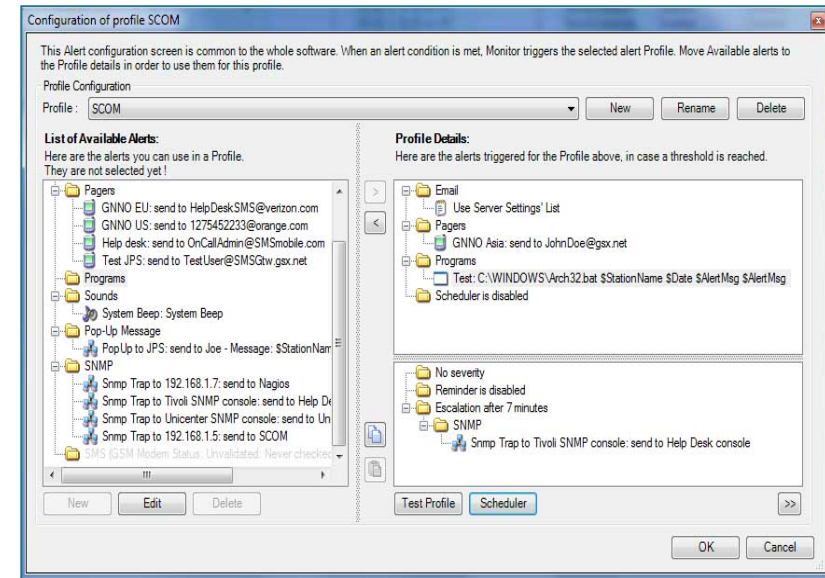 Configuration of profile SCOM
This Alert configuration screen is common to the whole software. When an alert condition is met, Monitor triggers the selected alert Profile. Move Available alerts to
the Profile details in order to use them for this profile.
Profile Configuration
Profile : SCOM
New
Rename
Delete
List of Available Alerts:
Here are the alerts you can use in a Profile.
They are not selected yet !
Pagers
GNNO EU: send to HelpDeskSMS@verizon.com
GNNO US: send to 1275452233@orange.com
Help desk: send to OnCallAdmin@SMSmobile.com
Test JPS: send to TestUser@SMSGtw.gsx.net
Programs
Sounds
System Beep: System Beep
Pop-Up Message
PopUp to JPS: send to Joe - Message: $StationNam
SNMP
Snmp Trap to 192.168.1.7: send to Nagios
Snmp Trap to Tivoli SNMP console: send to Help De
Snmp Trap to Unicenter SNMP console: send to Un
Snmp Trap to 192.168.1.5: send to SCOM
SMS (GSM Modem Status: Unvalidated: Never checked
New
Edit
Delete
>
<
Profile Details:
Here are the alerts triggered for the Profile above, in case a threshold is reached.
Email
Use Server Settings' List
Pagers
GNNO Asia: send to JohnDoe@gsx.net
Programs
Test: C:\WINDOWS\Arch32.bat $StationName $Date $AlertMsg $AlertMsg
Scheduler is disabled
No severity
Reminder is disabled
Escalation after 7 minutes
SNMP
Snmp Trap to Tivoli SNMP console: send to Help Desk console
Test Profile
Scheduler
>>
OK
Cancel